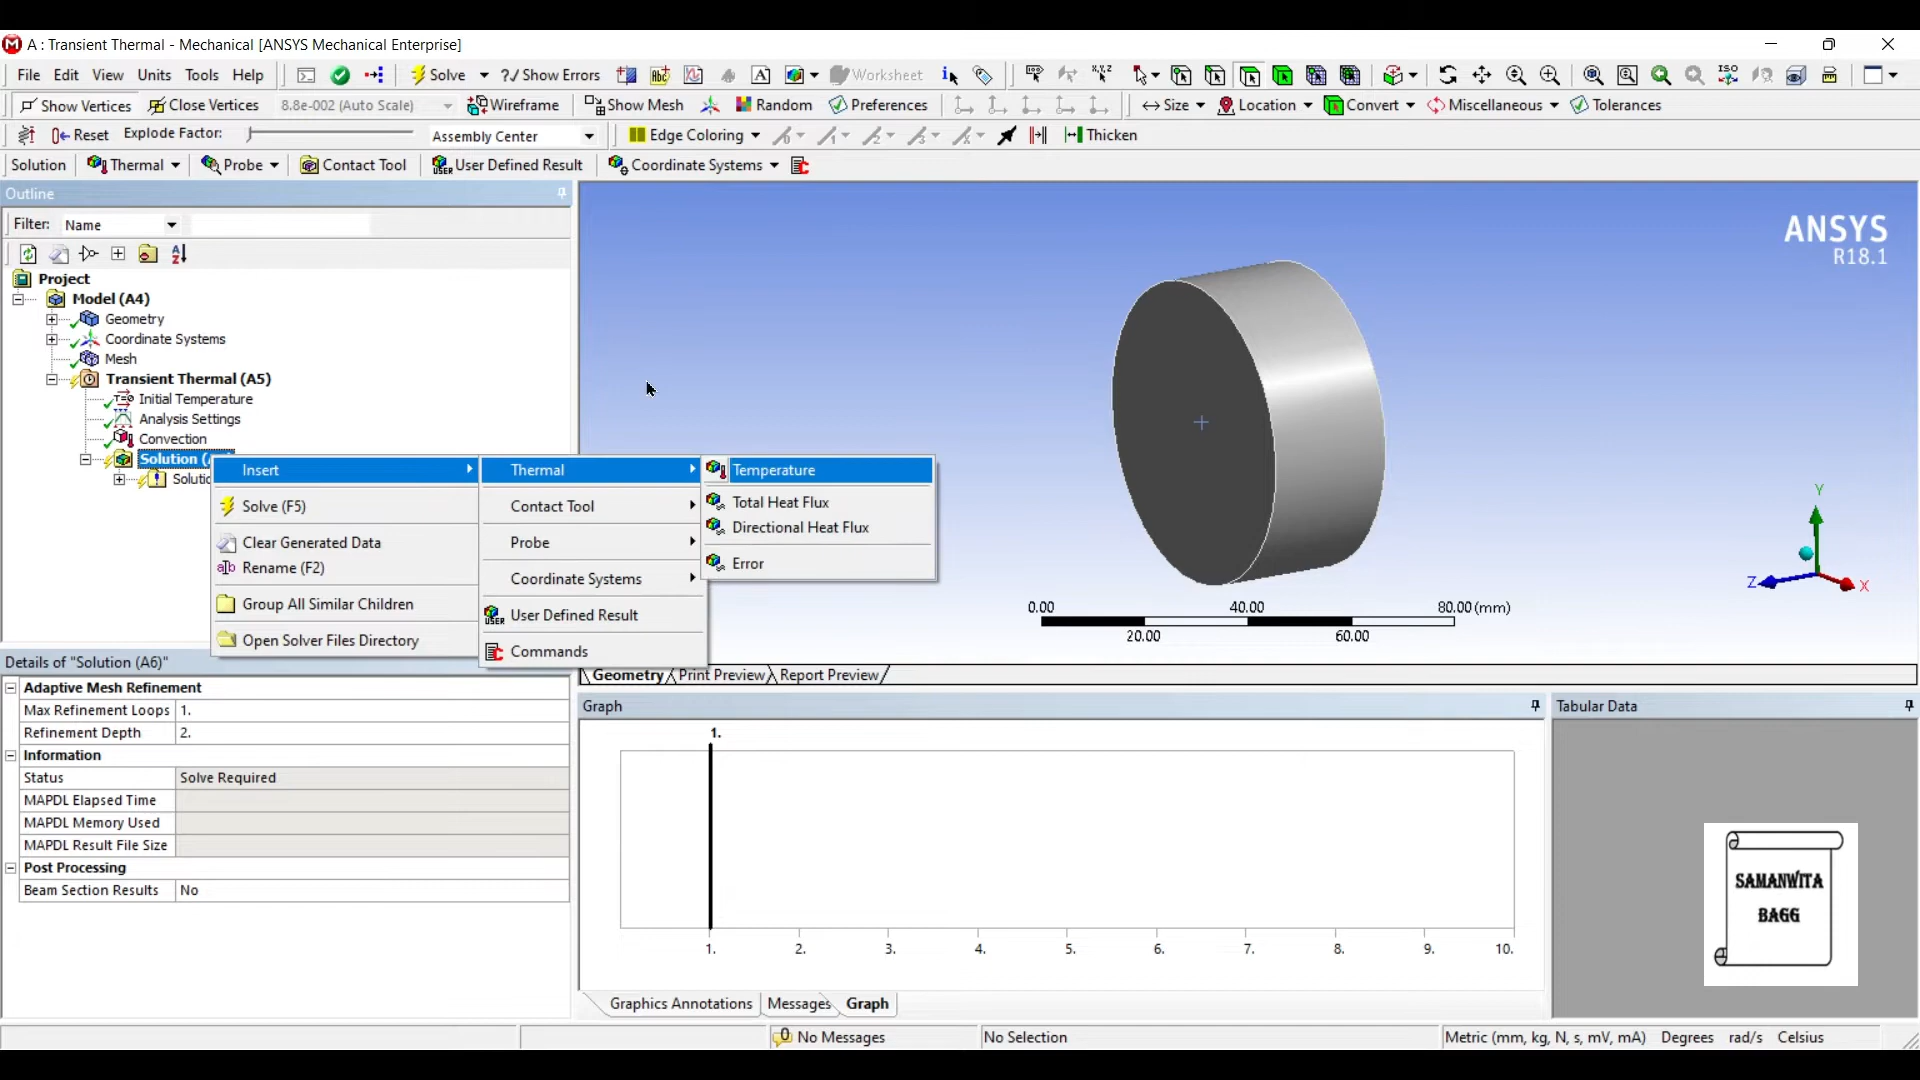 A : Transient Thermal - Mechanical [ANSYS Mechanical Enterprise]
File Edit View Units Tools Help Solve ?/ Show Errors Worksheet
Show Vertices Close Vertices 8.8e-002 (Auto Scale) Wireframe Show Mesh Random Preferences Size Location Convert Miscellaneous Tolerances
Reset Explode Factor: Assembly Center Edge Coloring Thicken
Solution Thermal Probe Contact Tool User Defined Result Coordinate Systems
Outline
Filter: Name
Project
Model (A4)
Geometry
Coordinate Systems
Mesh
Transient Thermal (A5)
Initial Temperature
Analysis Settings
Convection
Solution (
Solutio
Insert
Solve (F5)
Clear Generated Data
Rename (F2)
Group All Similar Children
Open Solver Files Directory
Thermal
Contact Tool
Probe
Coordinate Systems
User Defined Result
Commands
Temperature
Total Heat Flux
Directional Heat Flux
Error
ANSYS
R18.1
Y
Z X
0.00 40.00 80.00 (mm)
20.00 60.00
Geometry Print Preview Report Preview
Details of "Solution (A6)"
Adaptive Mesh Refinement
Max Refinement Loops 1.
Refinement Depth 2.
Information
Status Solve Required
MAPDL Elapsed Time
MAPDL Memory Used
MAPDL Result File Size
Post Processing
Beam Section Results No
Graph
1.
1. 2. 3. 4. 5. 6. 7. 8. 9. 10.
Graphics Annotations Messages Graph
Tabular Data
SAMANWITA
BAGG
No Messages No Selection Metric (mm, kg, N, s, mV, mA) Degrees rad/s Celsius